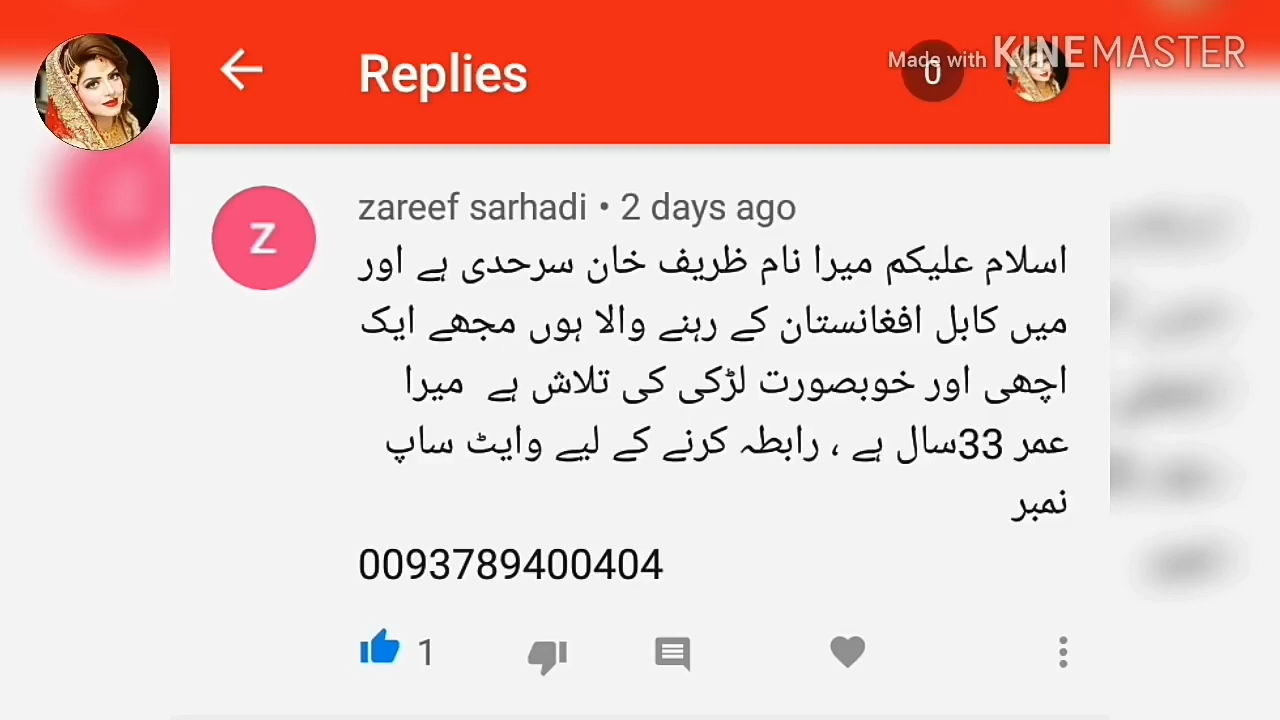 Made with KINEMASTER
Replies
0
Z
zareef sarhadi • 2 days ago
اسلام علیکم میرا نام ظریف خان سرحدی ہے اور
میں کابل افغانستان کے رہنے والا ہوں مجھے ایک
اچھی اور خوبصورت لڑکی کی تلاش ہے میرا
عمر 33سال ہے ، رابطہ کرنے کے لیے وایٹ ساپ
نمبر
0093789400404
1